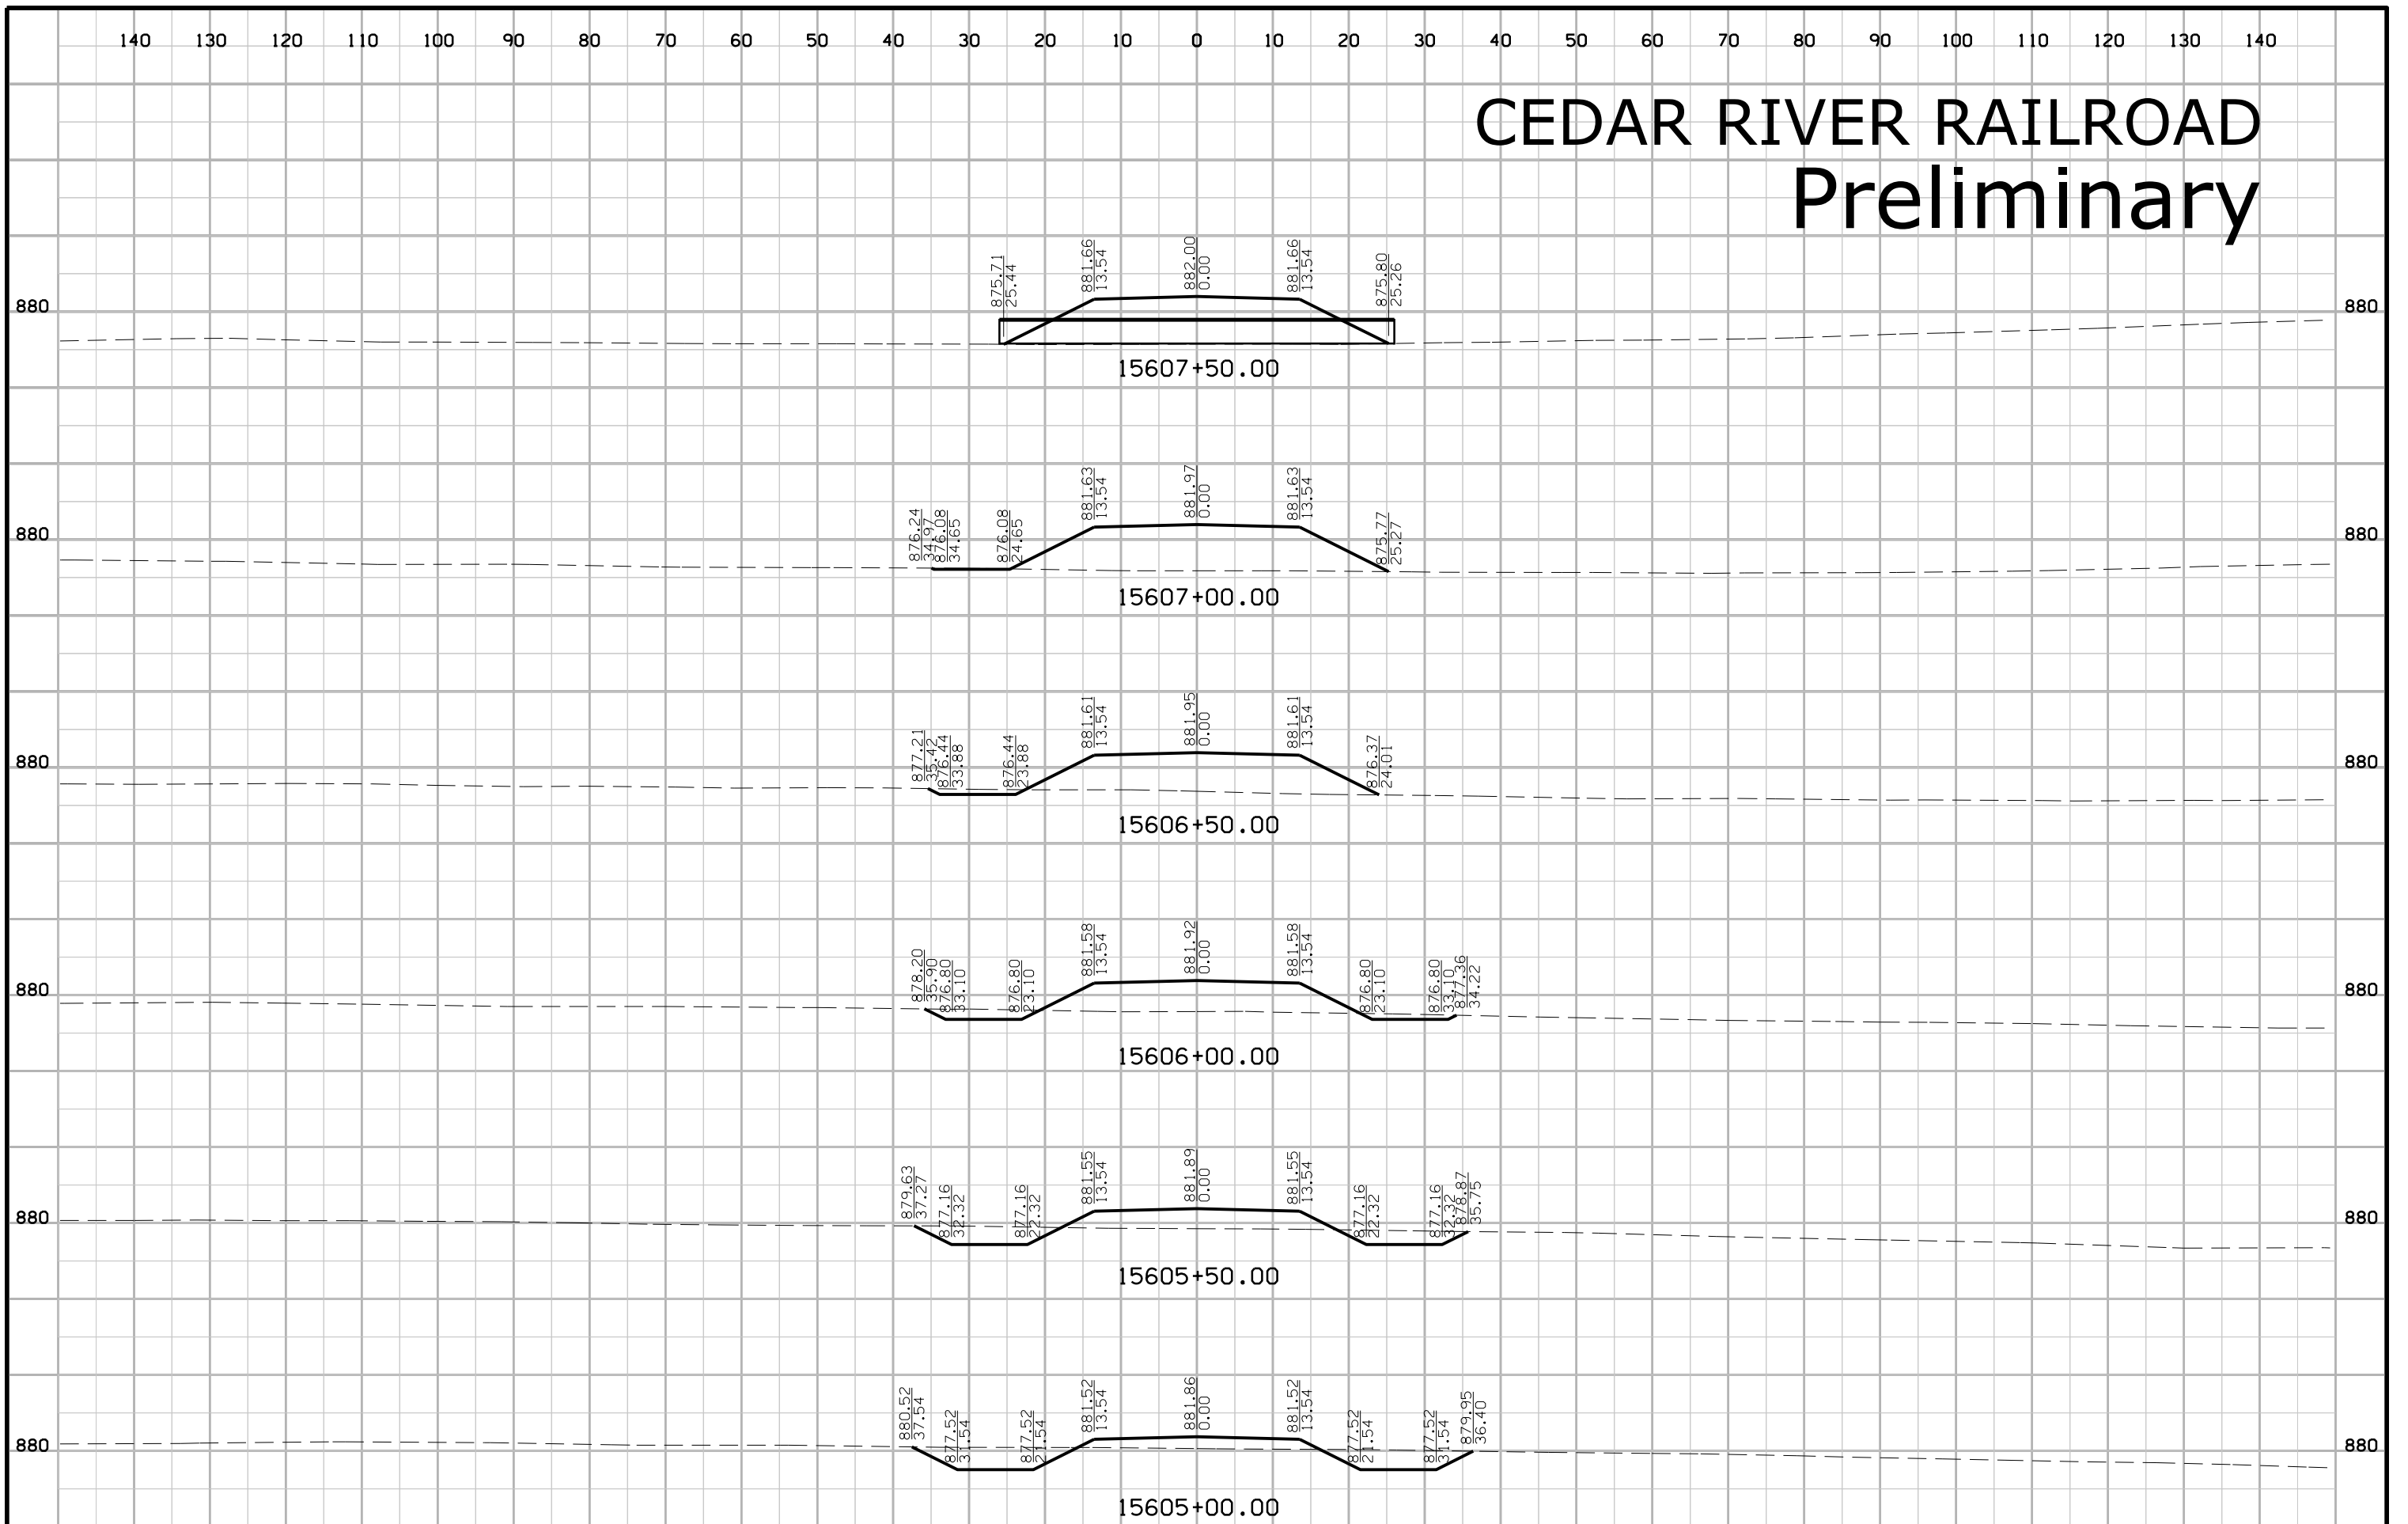 140 130 120 110 100 90 80 70 60 50 40 30 20 10 0 10 20 30 40 50 60 70 80 90 100 110 120 130 140
CEDAR RIVER RAILROAD
Preliminary
875.71 881.66 882.00 881.66 875.80
25.44 13.54 0.00 13.54 25.26
880 880
15607+50.00
876.24 876.08 876.08 881.63 881.97 881.63 875.77
34.97 34.65 24.65 13.54 0.00 13.54 25.27
880 880
15607+00.00
877.21 876.44 876.44 881.61 881.95 881.61 876.37
35.42 33.88 23.88 13.54 0.00 13.54 24.01
880 880
15606+50.00
878.20 876.80 876.80 881.58 881.92 881.58 876.80 876.80 877.36
35.90 33.10 23.10 13.54 0.00 13.54 23.10 33.10 34.22
880 880
15606+00.00
879.63 877.16 877.16 881.55 881.89 881.55 877.16 877.16 878.87
37.27 32.32 22.32 13.54 0.00 13.54 22.32 32.32 35.75
880 880
15605+50.00
880.52 877.52 877.52 881.52 881.86 881.52 877.52 877.52 879.95
37.54 31.54 21.54 13.54 0.00 13.54 21.54 31.54 36.40
880 880
15605+00.00